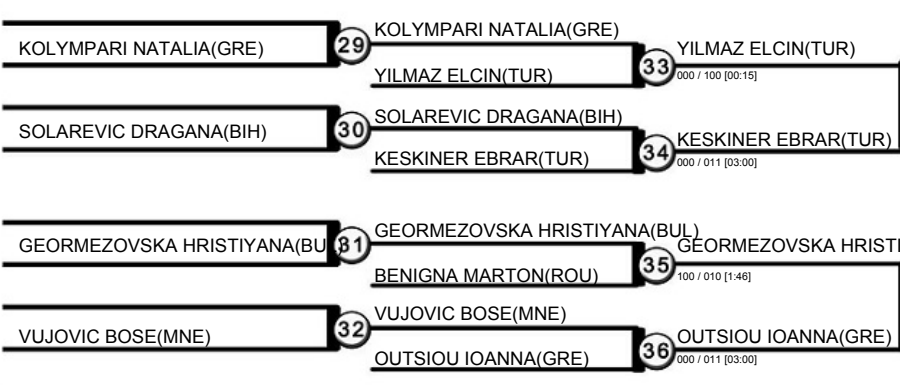 KOLYMPARI NATALIA(GRE)
29
KOLYMPARI NATALIA(GRE)
YILMAZ ELCIN(TUR)
33
YILMAZ ELCIN(TUR)
000 / 100 [00:15]
SOLAREVIC DRAGANA(BIH)
30
SOLAREVIC DRAGANA(BIH)
KESKINER EBRAR(TUR)
34
KESKINER EBRAR(TUR)
000 / 011 [03:00]
GEORMEZOVSKA HRISTIYANA(BU
31
GEORMEZOVSKA HRISTIYANA(BUL)
BENIGNA MARTON(ROU)
35
GEORMEZOVSKA HRISTI
100 / 010 [1:46]
VUJOVIC BOSE(MNE)
32
VUJOVIC BOSE(MNE)
OUTSIOU IOANNA(GRE)
36
OUTSIOU IOANNA(GRE)
000 / 011 [03:00]